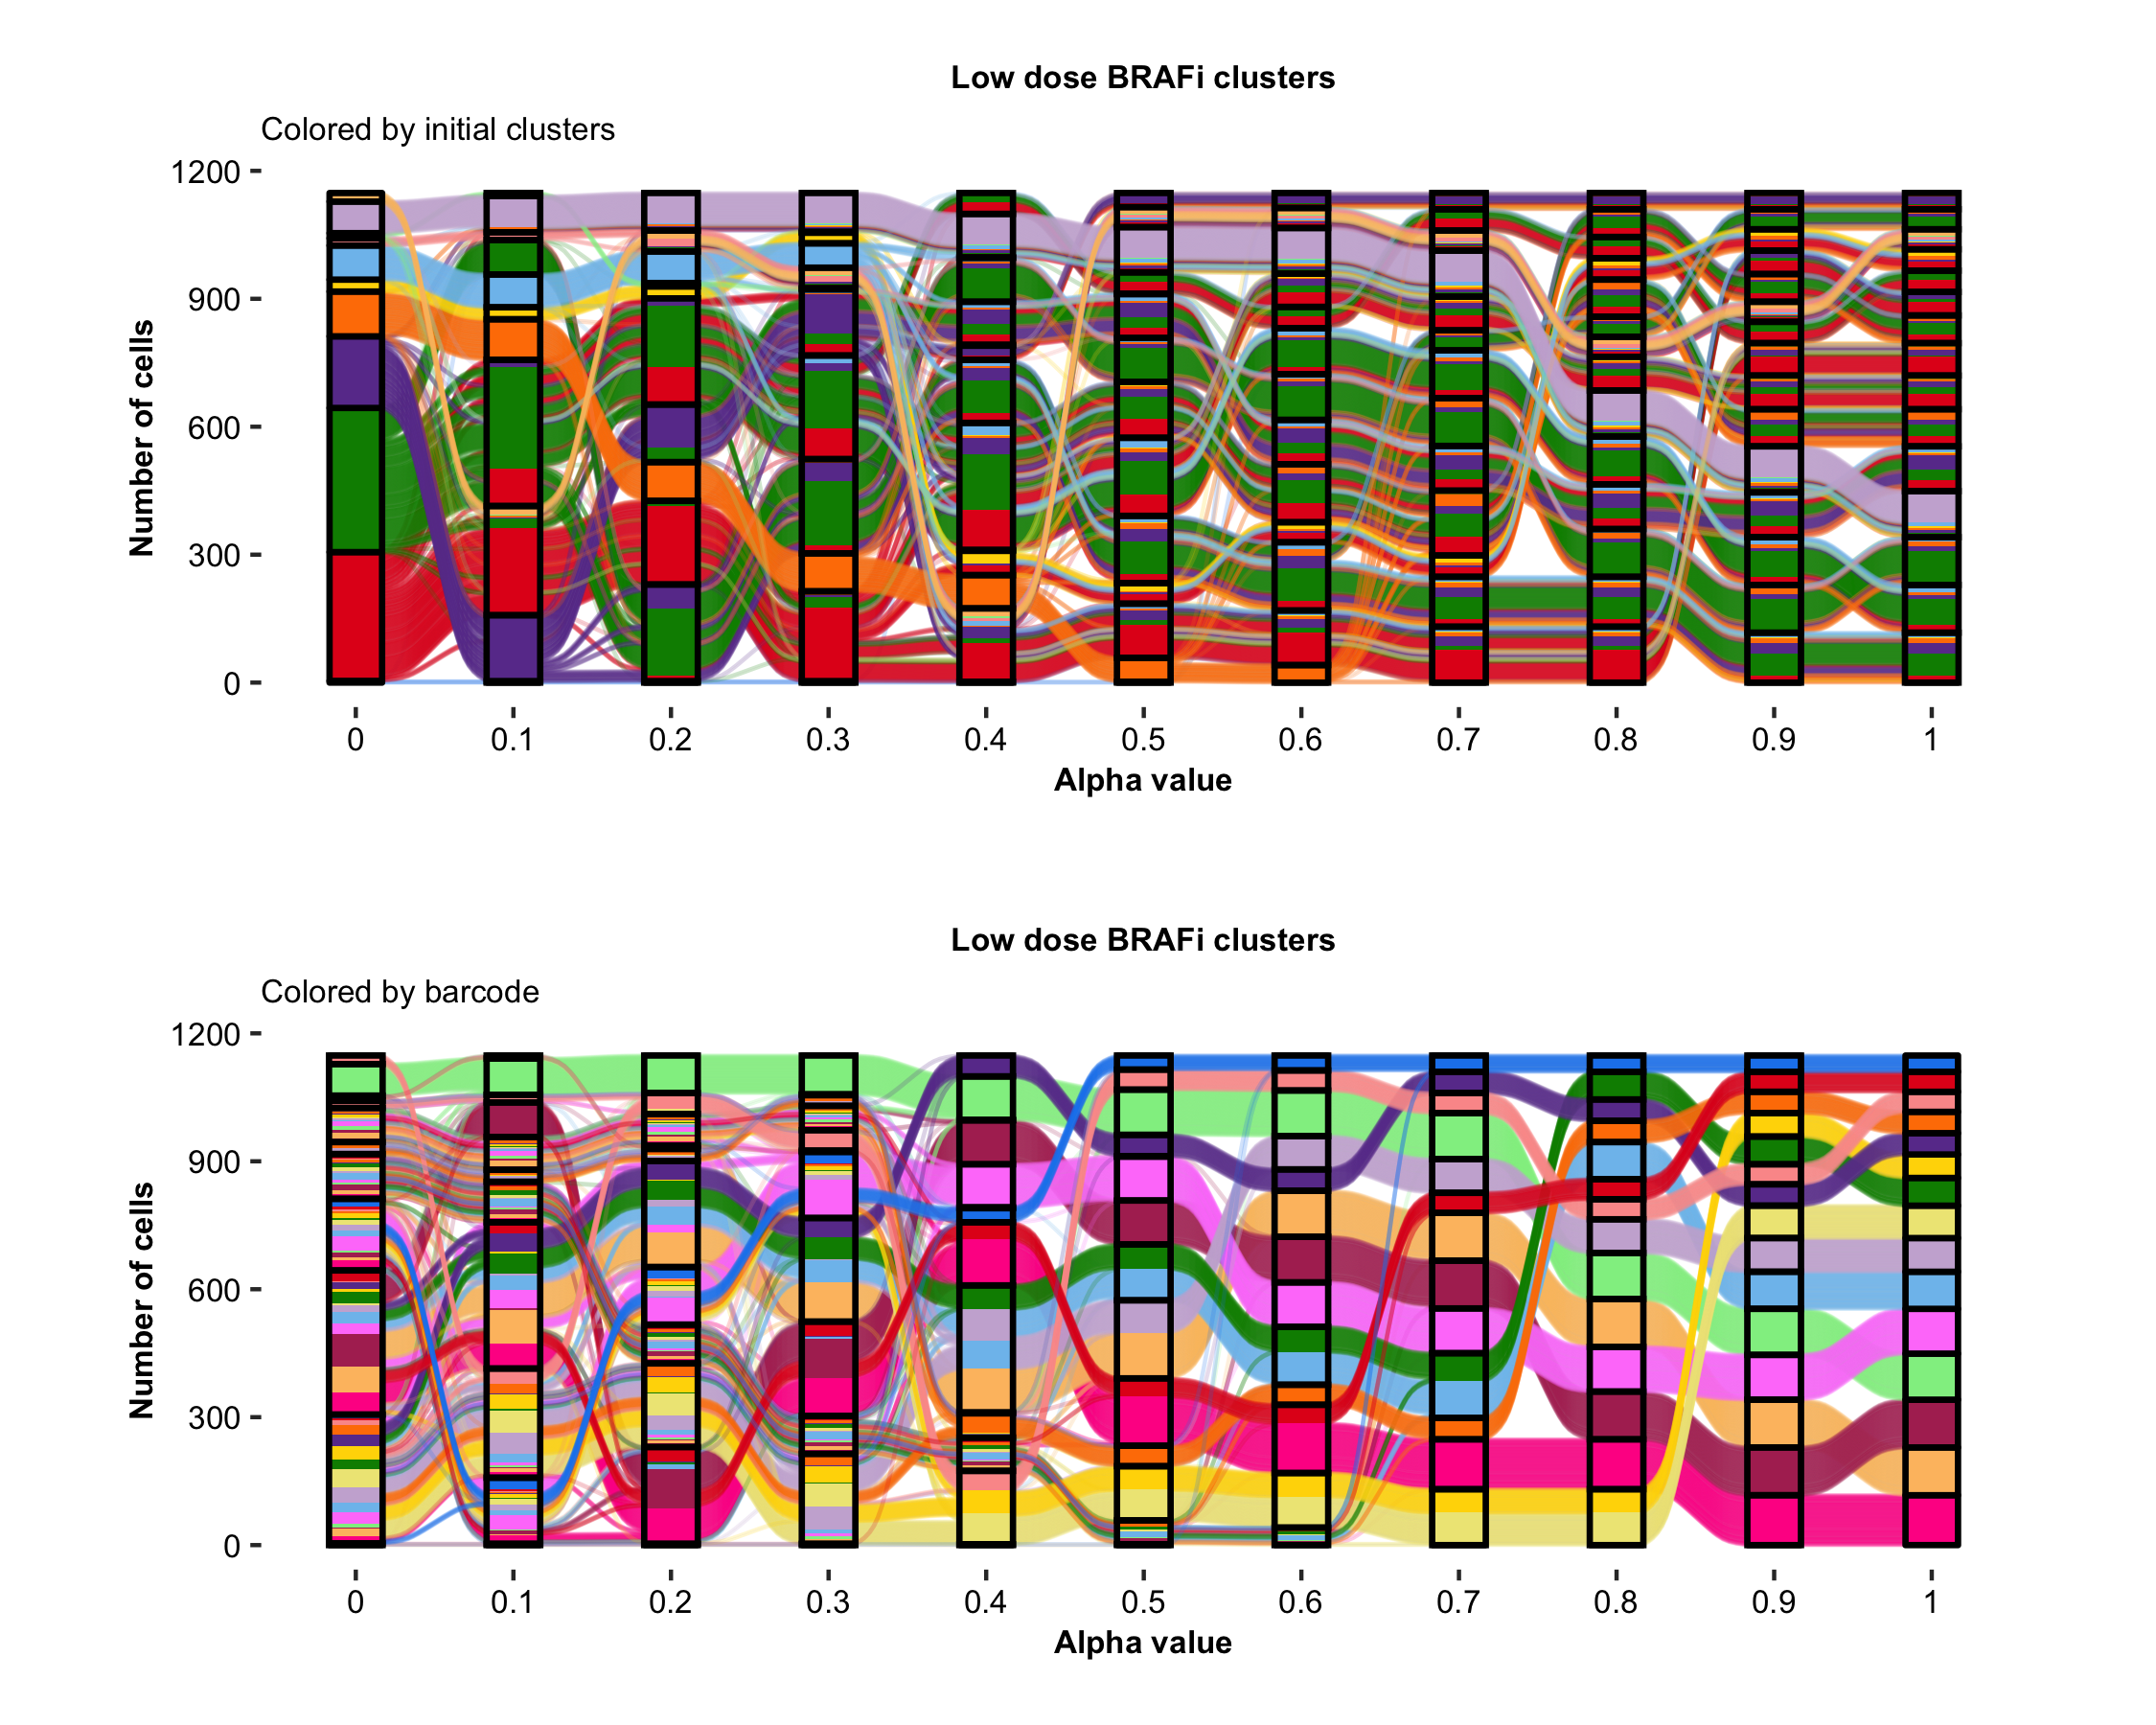 Low dose BRAFi clusters
Colored by initial clusters
1200
900
600
300
0
Number of cells
0 0.1 0.2 0.3 0.4 0.5 0.6 0.7 0.8 0.9 1
Alpha value
Low dose BRAFi clusters
Colored by barcode
1200
900
600
300
0
Number of cells
0 0.1 0.2 0.3 0.4 0.5 0.6 0.7 0.8 0.9 1
Alpha value